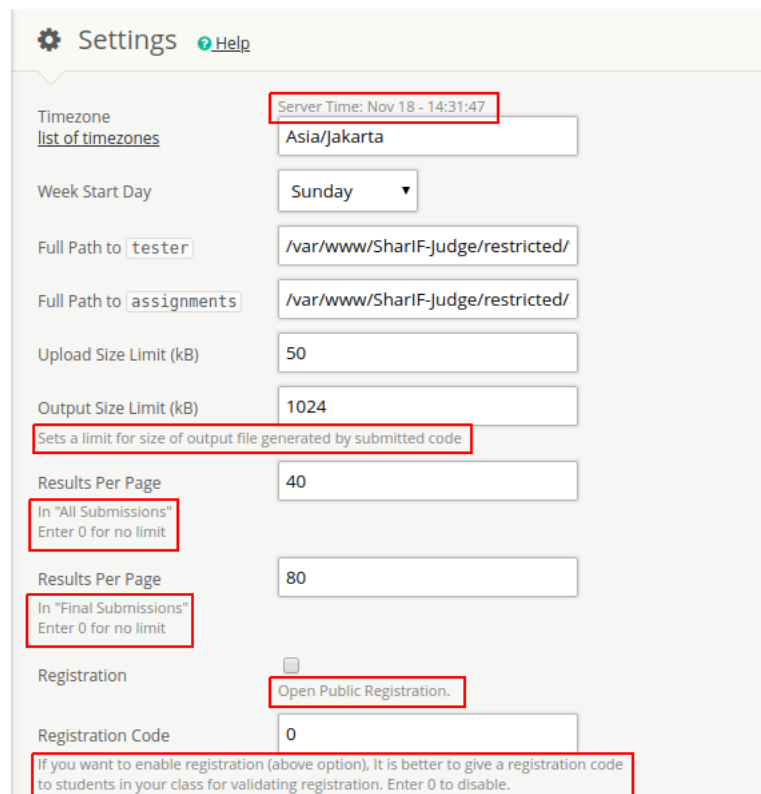 Settings Help
Server Time: Nov 18 - 14:31:47
Timezone
list of timezones
Asia/Jakarta
Week Start Day
Sunday
Full Path to tester
/var/www/SharIF-Judge/restricted/
Full Path to assignments
/var/www/SharIF-Judge/restricted/
Upload Size Limit (kB)
50
Output Size Limit (kB)
1024
Sets a limit for size of output file generated by submitted code
Results Per Page
40
In "All Submissions"
Enter 0 for no limit
Results Per Page
80
In "Final Submissions"
Enter 0 for no limit
Registration
Open Public Registration.
Registration Code
0
If you want to enable registration (above option), It is better to give a registration code
to students in your class for validating registration. Enter 0 to disable.